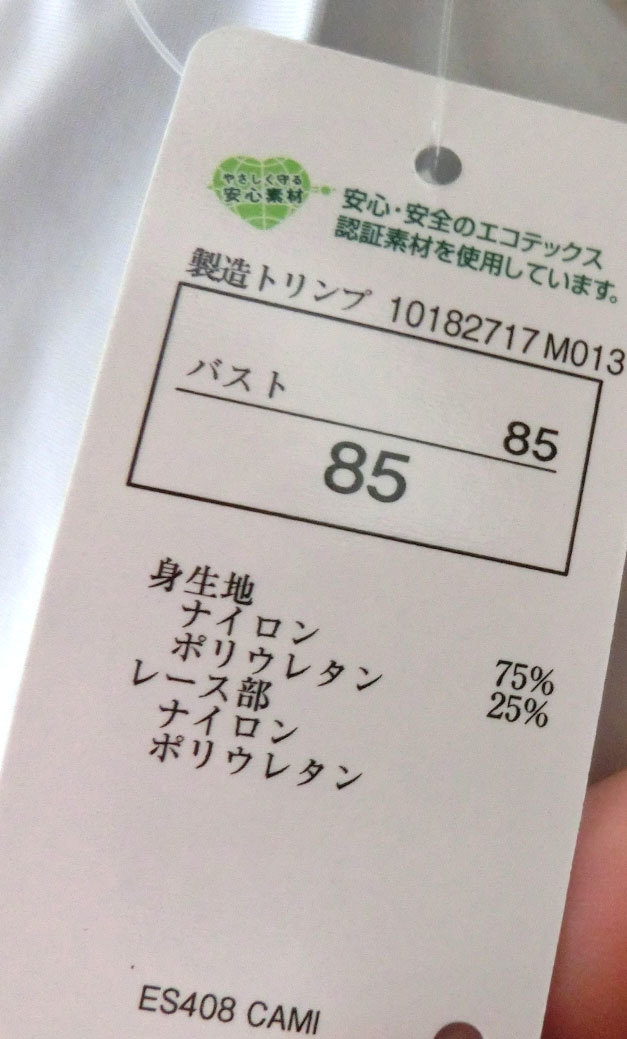 やさしく守る
安心素材
安心・安全のエコテックス
認証素材を使用しています。
製造トリンプ 10182717 M013
バスト 85
85
身生地
ナイロン 75%
ポリウレタン 25%
レース部
ナイロン
ポリウレタン
ES408 CAMI